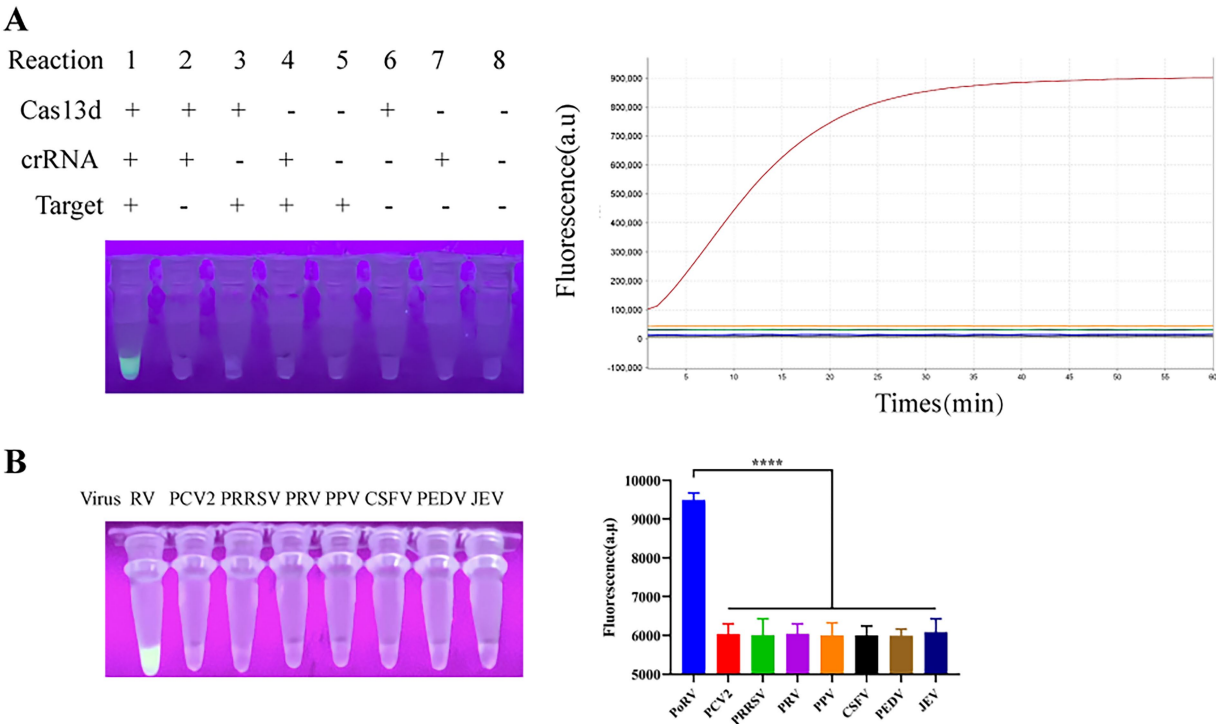 A
Reaction 1 2 3 4 5 6 7 8
Cas13d + + + - - + - -
crRNA + + - + - - + -
Target + - + + + - - -
Fluorescence(a.u)
900,000
800,000
700,000
600,000
500,000
400,000
300,000
200,000
100,000
0
-100,000
5 10 15 20 25 30 35 40 45 50 55 60
Times(min)
B
Virus RV PCV2 PRRSV PRV PPV CSFV PEDV JEV
****
Fluorescence(a.μ)
10000
9000
8000
7000
6000
5000
PoRV PCV2 PRRSV PRV PPV CSFV PEDV JEV